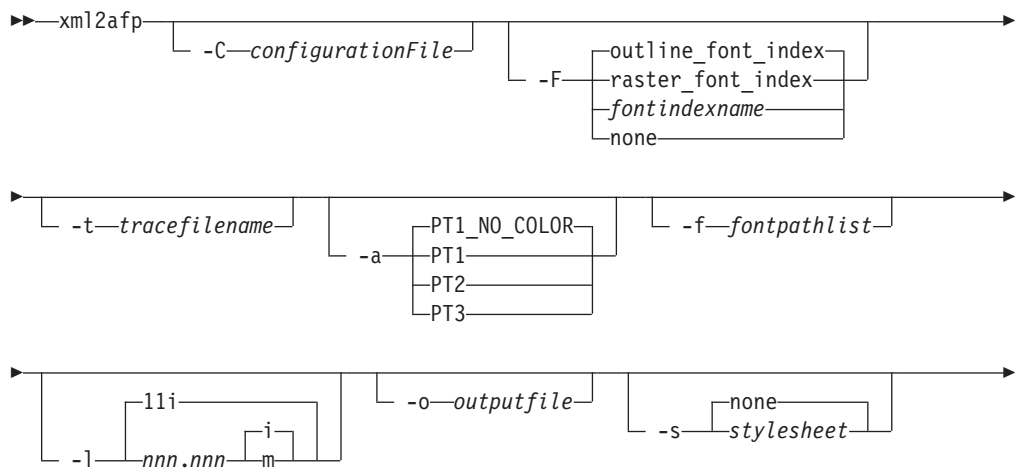 xml2afp
-C configurationFile
-F outline_font_index
raster_font_index
fontindexname
none
-t tracefilename
-a PT1_NO_COLOR
PT1
PT2
PT3
-f fontpathlist
-l 11i
nnn.nnn i
m
-o outputfile
-s none
stylesheet